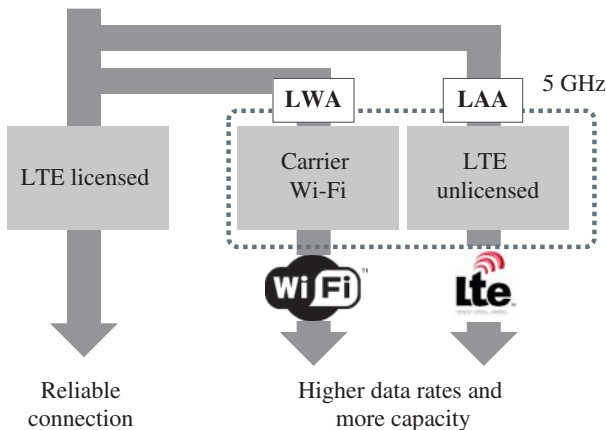 5 GHz
LWA
LAA
LTE licensed
Carrier
Wi-Fi
LTE
unlicensed
Wi Fi
TM
Lte
Reliable
connection
Higher data rates and
more capacity